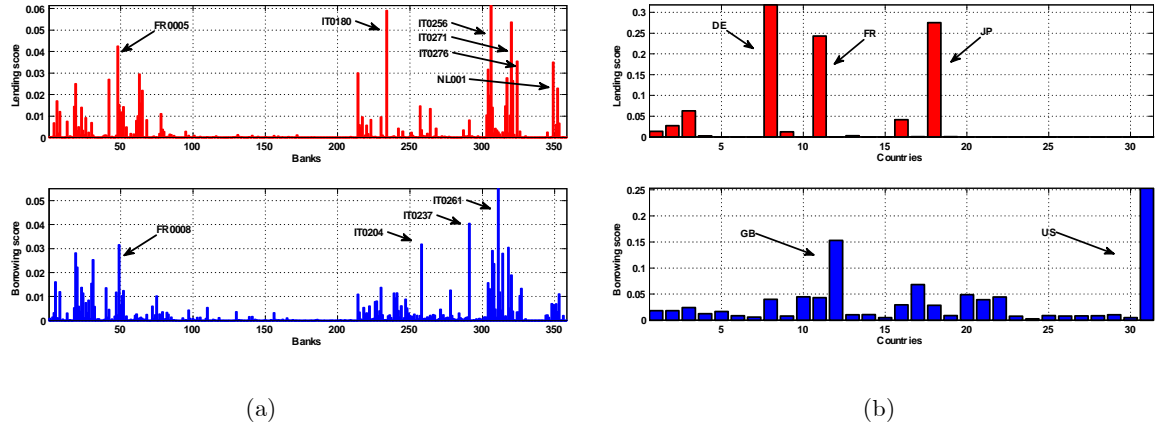 0.06
0.05
0.04
0.03
0.02
0.01
0
Lending score
FR0005
IT0180
IT0256
IT0271
IT0276
NL001
50 100 150 200 250 300 350
Banks
0.05
0.04
0.03
0.02
0.01
0
Borrowing score
FR0008
IT0204
IT0237
IT0261
50 100 150 200 250 300 350
Banks
(a)
0.3
0.25
0.2
0.15
0.1
0.05
0
Lending score
DE
FR
JP
5 10 15 20 25 30
Countries
0.25
0.2
0.15
0.1
0.05
0
Borrowing score
GB
US
5 10 15 20 25 30
Countries
(b)